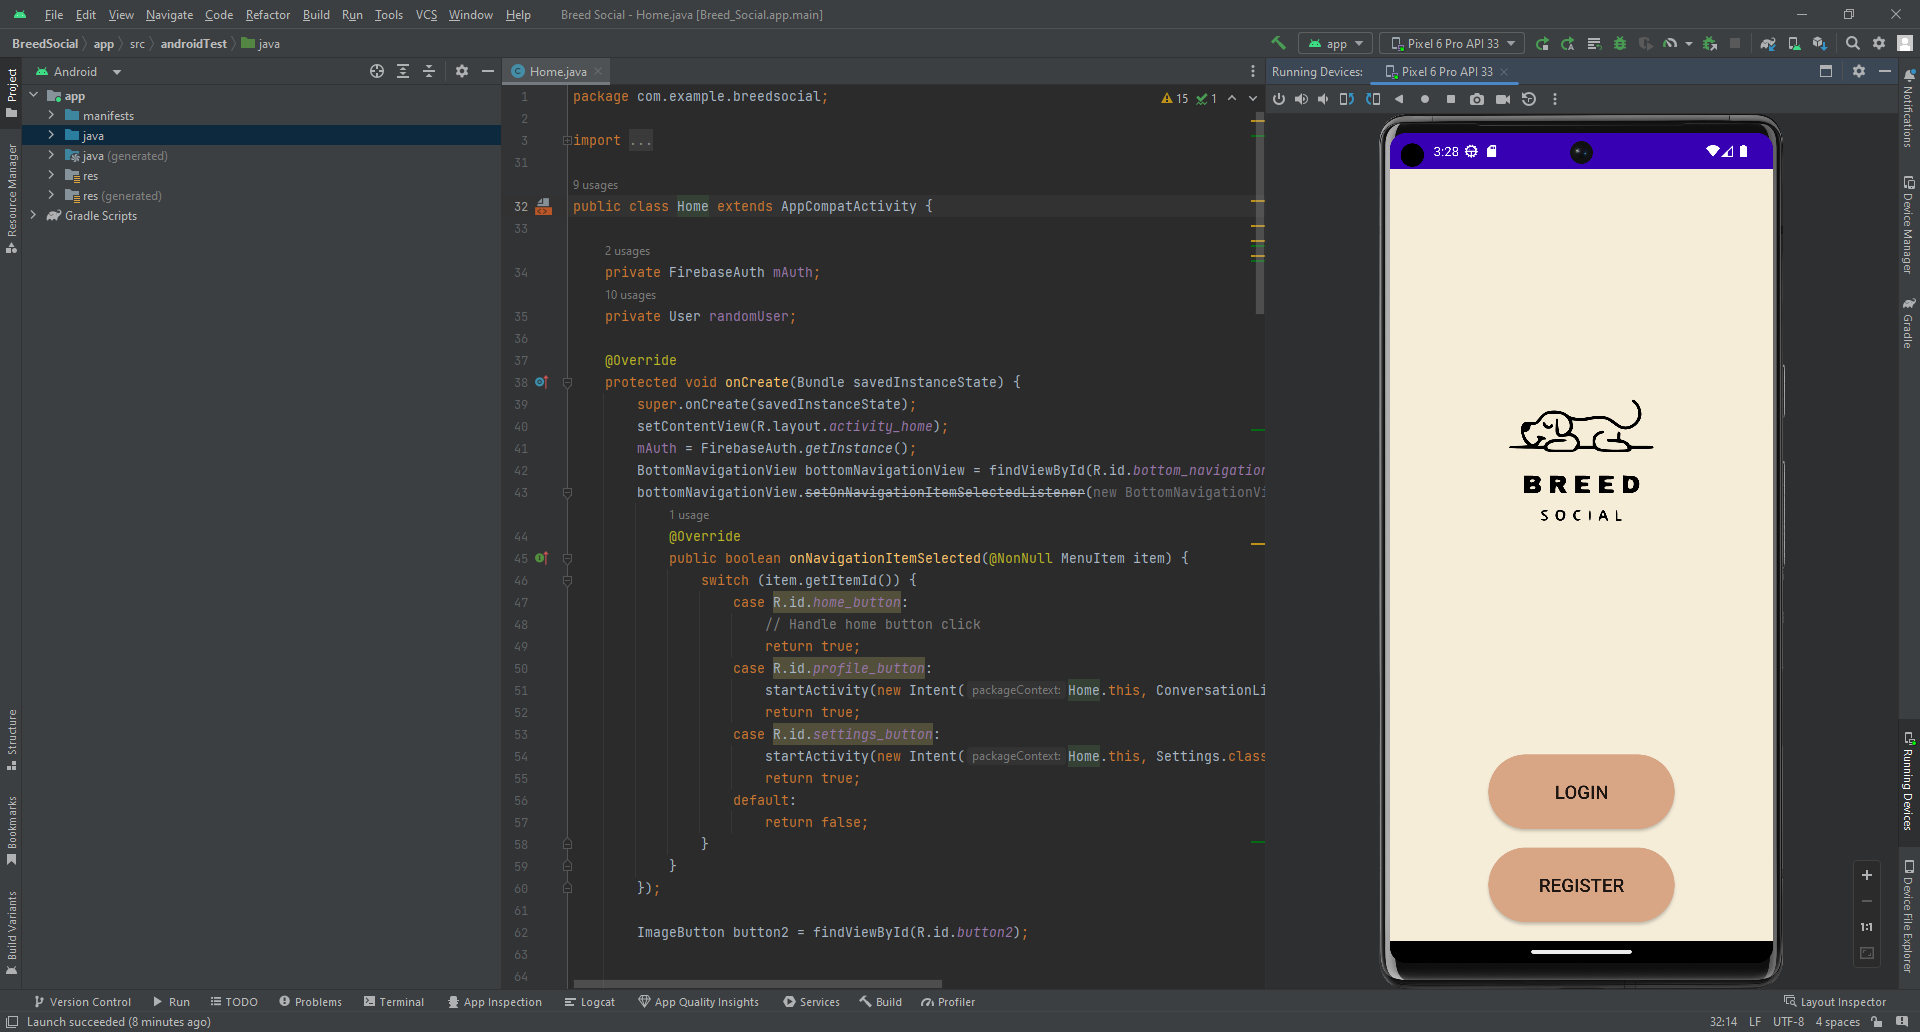 File Edit View Navigate Code Refactor Build Run Tools VCS Window Help Breed Social - Home.java [Breed_Social.app.main]
BreedSocial app src androidTest java app Pixel 6 Pro API 33
Project
Resource Manager
Structure
Bookmarks
Build Variants
Android
app
manifests
java
java (generated)
res
res (generated)
Gradle Scripts
Home.java
15 1
1 package com.example.breedsocial;
2
3 import ...
31
9 usages
32 public class Home extends AppCompatActivity {
33
2 usages
34 private FirebaseAuth mAuth;
10 usages
35 private User randomUser;
36
37 @Override
38 protected void onCreate(Bundle savedInstanceState) {
39 super.onCreate(savedInstanceState);
40 setContentView(R.layout.activity_home);
41 mAuth = FirebaseAuth.getInstance();
42 BottomNavigationView bottomNavigationView = findViewById(R.id.bottom_navigation
43 bottomNavigationView.setOnNavigationItemSelectedListener(new BottomNavigationVi
1 usage
44 @Override
45 public boolean onNavigationItemSelected(@NonNull MenuItem item) {
46 switch (item.getItemId()) {
47 case R.id.home_button:
48 // Handle home button click
49 return true;
50 case R.id.profile_button:
51 startActivity(new Intent( packageContext: Home.this, ConversationLi
52 return true;
53 case R.id.settings_button:
54 startActivity(new Intent( packageContext: Home.this, Settings.class
55 return true;
56 default:
57 return false;
58 }
59 }
60 });
61
62 ImageButton button2 = findViewById(R.id.button2);
63
64
Running Devices: Pixel 6 Pro API 33
3:28
BREED
SOCIAL
LOGIN
REGISTER
1:1
Notifications
Device Manager
Gradle
Running Devices
Device File Explorer
Version Control Run TODO Problems Terminal App Inspection Logcat App Quality Insights Services Build Profiler Layout Inspector
Launch succeeded (8 minutes ago) 32:14 LF UTF-8 4 spaces